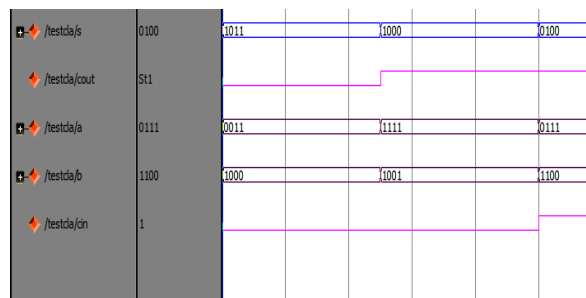 /testcla/s 0100 1011 1000 0100
/testcla/cout St1
/testcla/a 0111 0011 1111 0111
/testcla/b 1100 1000 1001 1100
/testcla/cin 1